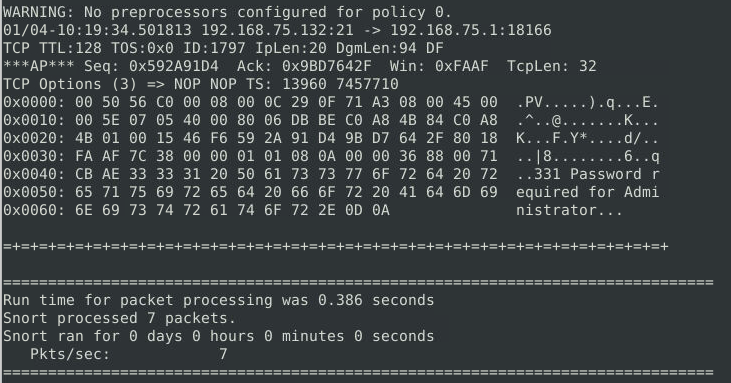 WARNING: No preprocessors configured for policy 0.
01/04-10:19:34.501813 192.168.75.132:21 -> 192.168.75.1:18166
TCP TTL:128 TOS:0x0 ID:1797 IpLen:20 DgmLen:94 DF
***AP*** Seq: 0x592A91D4  Ack: 0x9BD7642F  Win: 0xFAAF  TcpLen: 32
TCP Options (3) => NOP NOP TS: 13960 7457710
0x0000: 00 50 56 C0 00 08 00 0C 29 0F 71 A3 08 00 45 00  .PV.....).q...E.
0x0010: 00 5E 07 05 40 00 80 06 DB BE C0 A8 4B 84 C0 A8  .^..@.......K...
0x0020: 4B 01 00 15 46 F6 59 2A 91 D4 9B D7 64 2F 80 18  K...F.Y*....d/..
0x0030: FA AF 7C 38 00 00 01 01 08 0A 00 00 36 88 00 71  ..|8........6..q
0x0040: CB AE 33 33 31 20 50 61 73 73 77 6F 72 64 20 72  ..331 Password r
0x0050: 65 71 75 69 72 65 64 20 66 6F 72 20 41 64 6D 69  equired for Admi
0x0060: 6E 69 73 74 72 61 74 6F 72 2E 0D 0A              nistrator...
=+=+=+=+=+=+=+=+=+=+=+=+=+=+=+=+=+=+=+=+=+=+=+=+=+=+=+=+=+=+=+=+=+=+=+=+=+
===============================================================================
Run time for packet processing was 0.386 seconds
Snort processed 7 packets.
Snort ran for 0 days 0 hours 0 minutes 0 seconds
   Pkts/sec:            7
===============================================================================